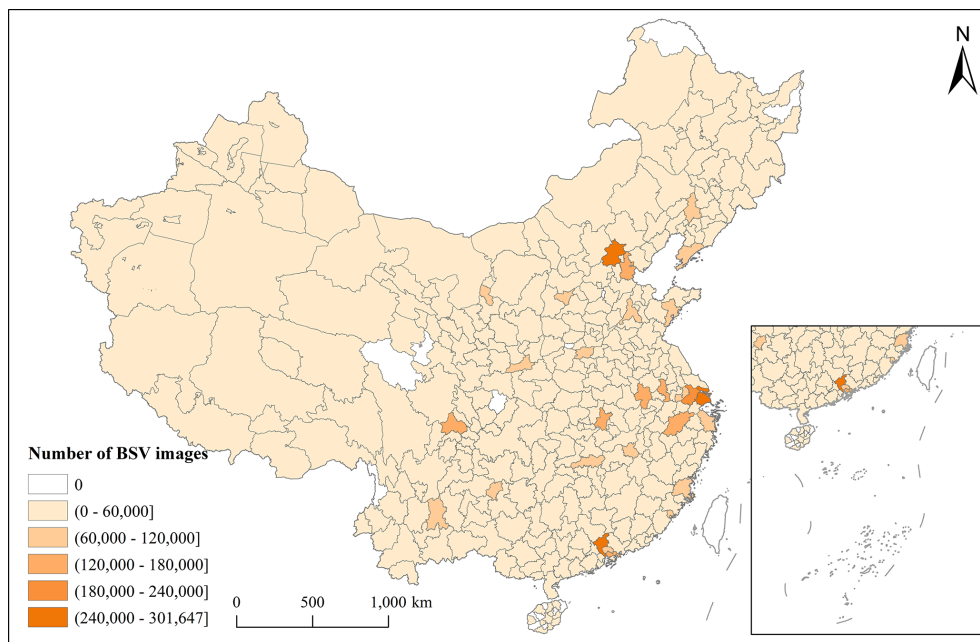 N
Number of BSV images
0
(0 - 60,000]
(60,000 - 120,000]
(120,000 - 180,000]
(180,000 - 240,000]
(240,000 - 301,647]
0 500 1,000 km